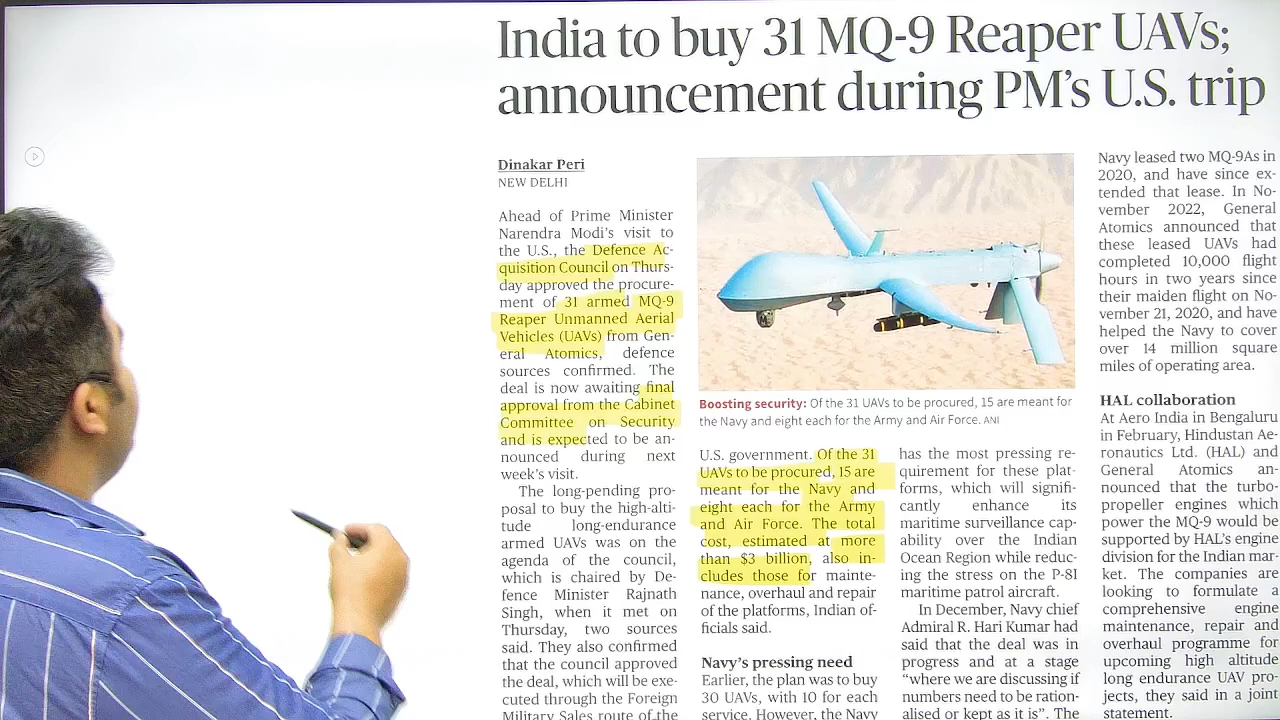 India to buy 31 MQ-9 Reaper UAVs;
announcement during PM's U.S. trip
Dinakar Peri
NEW DELHI
Ahead of Prime Minister
Narendra Modi's visit to
the U.S., the Defence Ac-
quisition Council on Thurs-
day approved the procure-
ment of 31 armed MQ-9
Reaper Unmanned Aerial
Vehicles (UAVs) from Gen-
eral Atomics, defence
sources confirmed. The
deal is now awaiting final
approval from the Cabinet
Committee on Security
and is expected to be an-
nounced during next
week's visit.
The long-pending pro-
posal to buy the high-alti-
tude long-endurance
armed UAVs was on the
agenda of the council,
which is chaired by De-
fence Minister Rajnath
Singh, when it met on
Thursday, two sources
said. They also confirmed
that the council approved
the deal, which will be exe-
cuted through the Foreign
Military Sales route of the
Boosting security: Of the 31 UAVs to be procured, 15 are meant for
the Navy and eight each for the Army and Air Force. ANI
U.S. government. Of the 31
UAVs to be procured, 15 are
meant for the Navy and
eight each for the Army
and Air Force. The total
cost, estimated at more
than $3 billion, also in-
cludes those for mainte-
nance, overhaul and repair
of the platforms, Indian of-
ficials said.
Navy's pressing need
Earlier, the plan was to buy
30 UAVs, with 10 for each
service. However, the Navy
has the most pressing re-
quirement for these plat-
forms, which will signifi-
cantly enhance its
maritime surveillance cap-
ability over the Indian
Ocean Region while reduc-
ing the stress on the P-8I
maritime patrol aircraft.
In December, Navy chief
Admiral R. Hari Kumar had
said that the deal was in
progress and at a stage
"where we are discussing if
numbers need to be ration-
alised or kept as it is". The
Navy leased two MQ-9As in
2020, and have since ex-
tended that lease. In No-
vember 2022, General
Atomics announced that
these leased UAVs had
completed 10,000 flight
hours in two years since
their maiden flight on No-
vember 21, 2020, and have
helped the Navy to cover
over 14 million square
miles of operating area.
HAL collaboration
At Aero India in Bengaluru
in February, Hindustan Ae-
ronautics Ltd. (HAL) and
General Atomics an-
nounced that the turbo-
propeller engines which
power the MQ-9 would be
supported by HAL's engine
division for the Indian mar-
ket. The companies are
looking to formulate a
comprehensive engine
maintenance, repair and
overhaul programme for
upcoming high altitude
long endurance UAV pro-
jects, they said in a joint
statement.